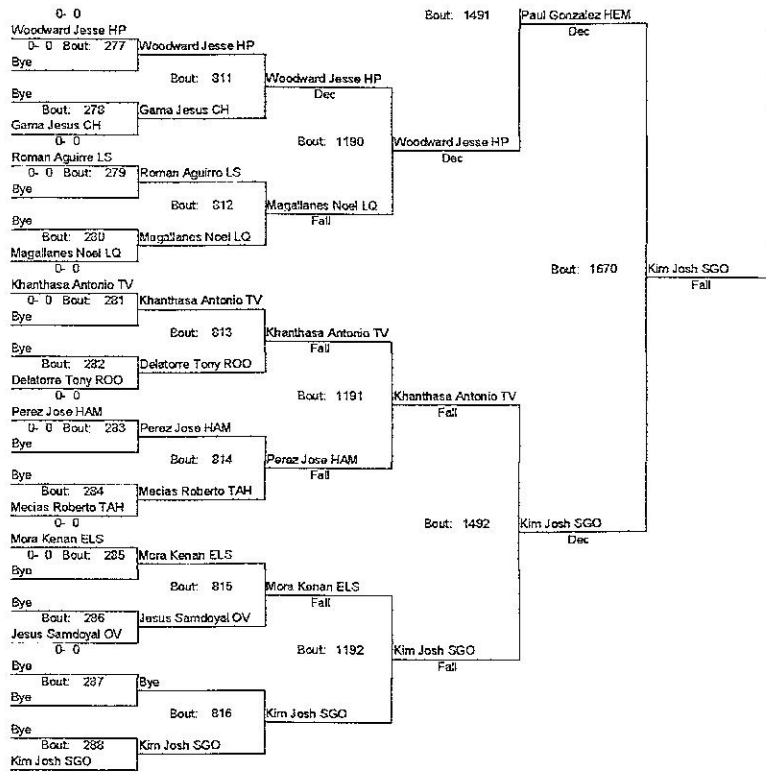 0- 0
Woodward Jesse HP
0- 0 Bout: 277
Bye
Bye
Bout: 278
Gama Jesus CH
0- 0
Roman Aguirre LS
0- 0 Bout: 279
Bye
Bye
Bout: 280
Magallanes Noel LQ
0- 0
Khanthasa Antonio TV
0- 0 Bout: 281
Bye
Bye
Bout: 282
Delatorre Tony ROO
0- 0
Perez Jose HAM
0- 0 Bout: 283
Bye
Bye
Bout: 284
Mecias Roberto TAH
0- 0
Mora Kenan ELS
0- 0 Bout: 285
Bye
Bye
Bout: 286
Jesus Samdoyal OV
0- 0
Bye
Bout: 287
Bye
Bye
Bout: 288
Kim Josh SGO
Woodward Jesse HP
Bout: 811
Gama Jesus CH
Roman Aguirre LS
Bout: 812
Magallanes Noel LQ
Khanthasa Antonio TV
Bout: 813
Delatorre Tony ROO
Perez Jose HAM
Bout: 814
Mecias Roberto TAH
Mora Kenan ELS
Bout: 815
Jesus Samdoyal OV
Bye
Bout: 816
Kim Josh SGO
Woodward Jesse HP
Dec
Bout: 1190
Magallanes Noel LQ
Fall
Khanthasa Antonio TV
Fall
Bout: 1191
Perez Jose HAM
Fall
Mora Kenan ELS
Fall
Bout: 1192
Kim Josh SGO
Bout: 1491
Woodward Jesse HP
Dec
Khanthasa Antonio TV
Fall
Bout: 1492
Kim Josh SGO
Fall
Paul Gonzalez HEM
Dec
Bout: 1670
Kim Josh SGO
Dec
Kim Josh SGO
Fall